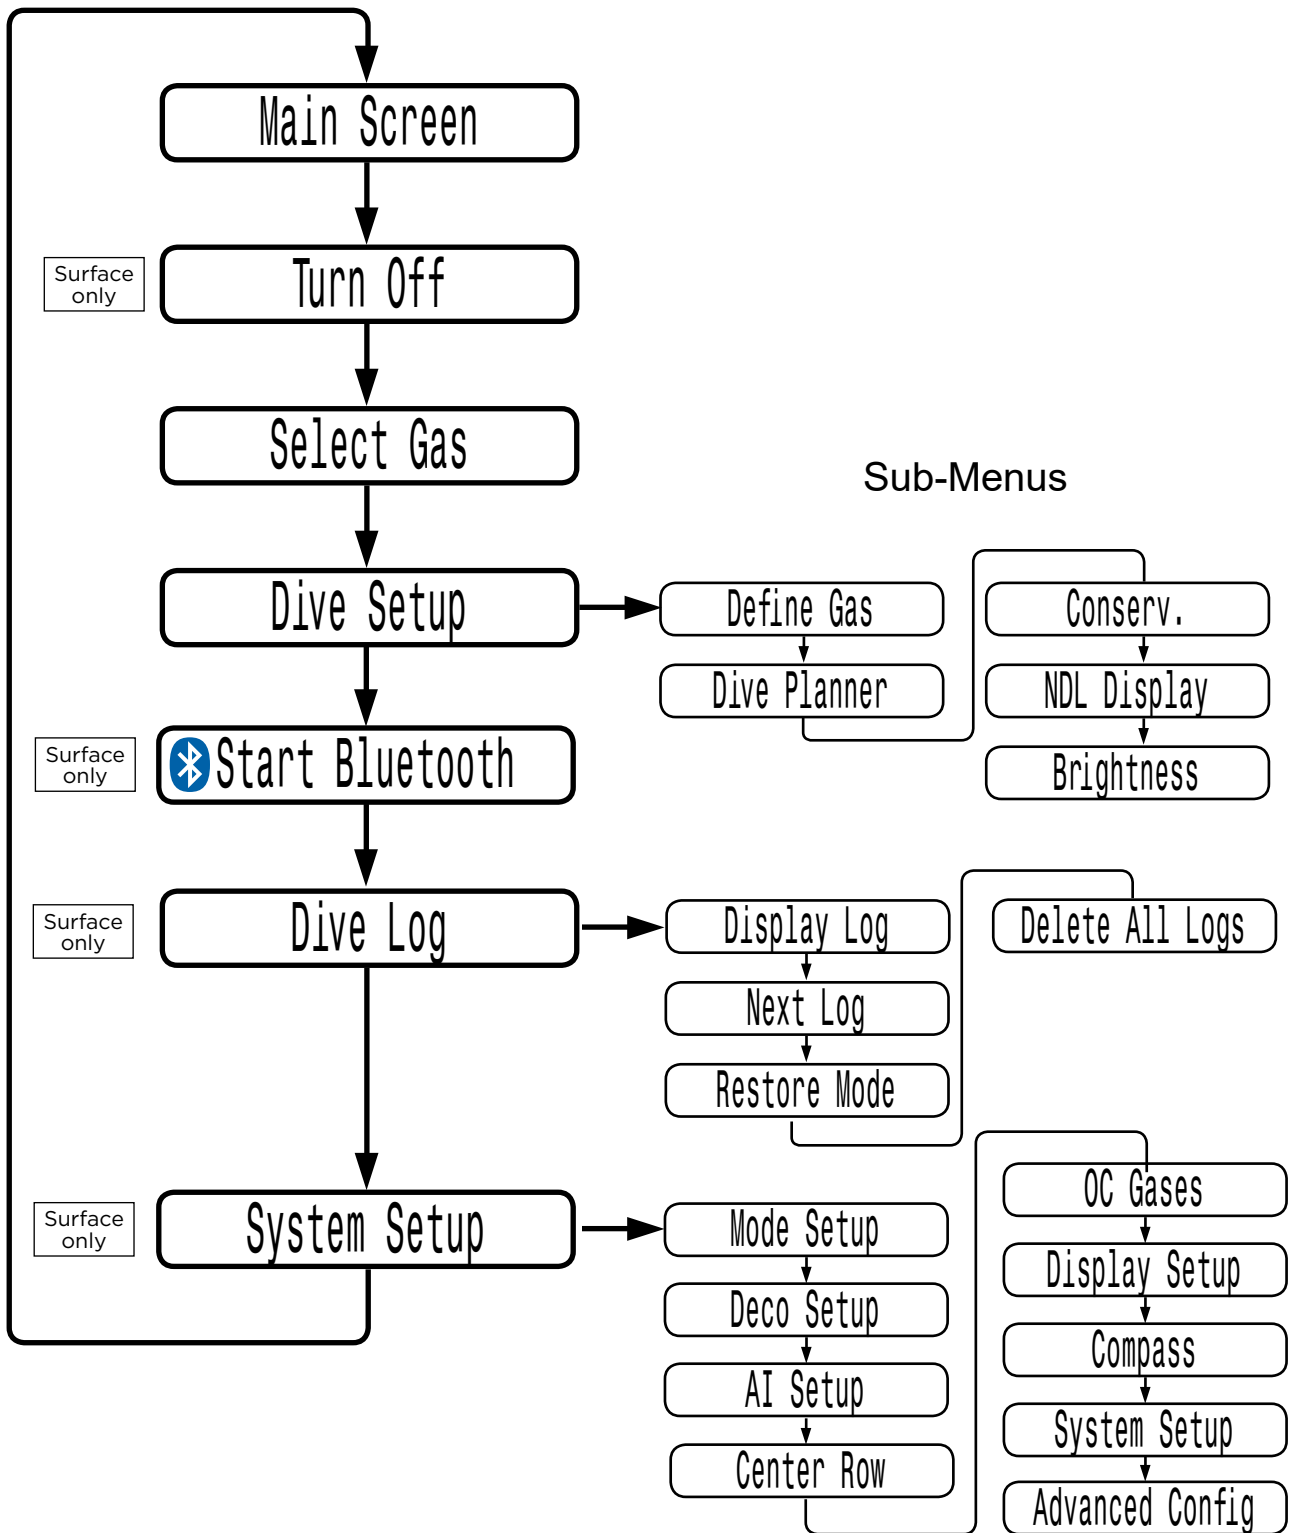 Main Screen
Surface
only
Turn Off
Select Gas
Sub-Menus
Dive Setup
Define Gas
Dive Planner
Conserv.
NDL Display
Brightness
Surface
only
Start Bluetooth
Surface
only
Dive Log
Display Log
Next Log
Restore Mode
Delete All Logs
Surface
only
System Setup
Mode Setup
Deco Setup
AI Setup
Center Row
OC Gases
Display Setup
Compass
System Setup
Advanced Config